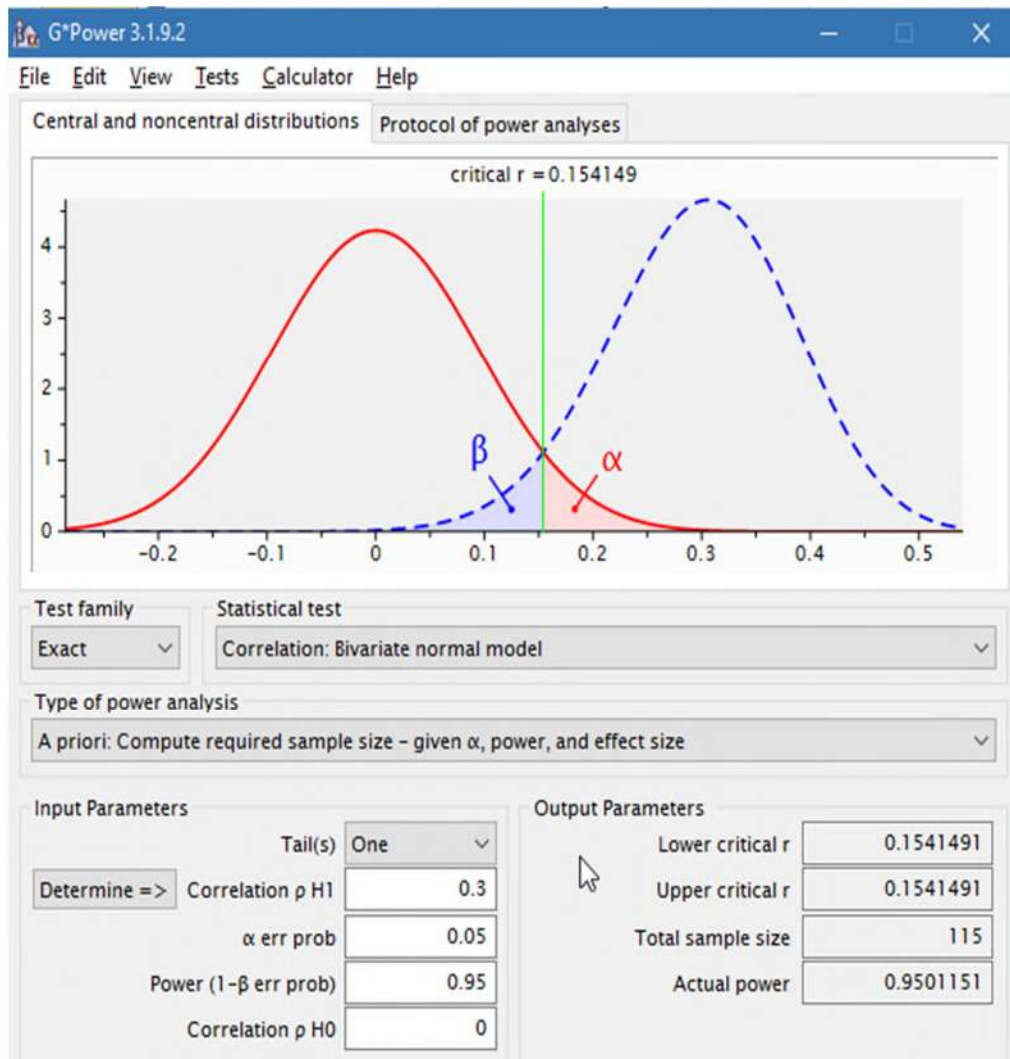 G*Power 3.1.9.2
File Edit View Tests Calculator Help
Central and noncentral distributions Protocol of power analyses
critical r = 0.154149
4
3
2
1
0
β α
-0.2 -0.1 0 0.1 0.2 0.3 0.4 0.5
Test family Statistical test
Exact Correlation: Bivariate normal model
Type of power analysis
A priori: Compute required sample size – given α, power, and effect size
Input Parameters Output Parameters
Tail(s) One Lower critical r 0.1541491
Determine => Correlation ρ H1 0.3 Upper critical r 0.1541491
α err prob 0.05 Total sample size 115
Power (1-β err prob) 0.95 Actual power 0.9501151
Correlation ρ H0 0